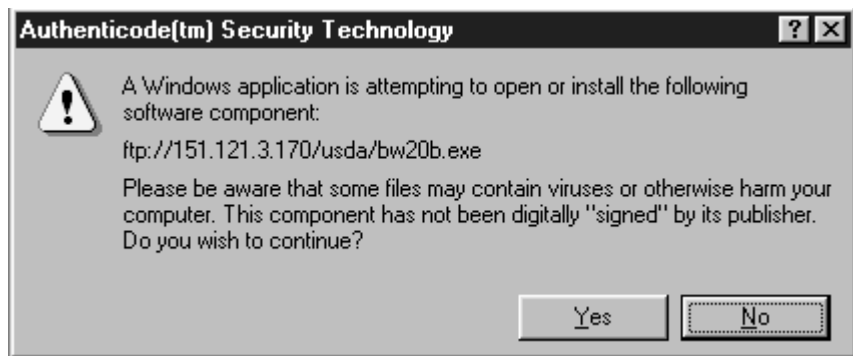 Authenticode(tm) Security Technology
A Windows application is attempting to open or install the following
software component:
ftp://151.121.3.170/usda/bw20b.exe
Please be aware that some files may contain viruses or otherwise harm your
computer. This component has not been digitally "signed" by its publisher.
Do you wish to continue?
Yes
No